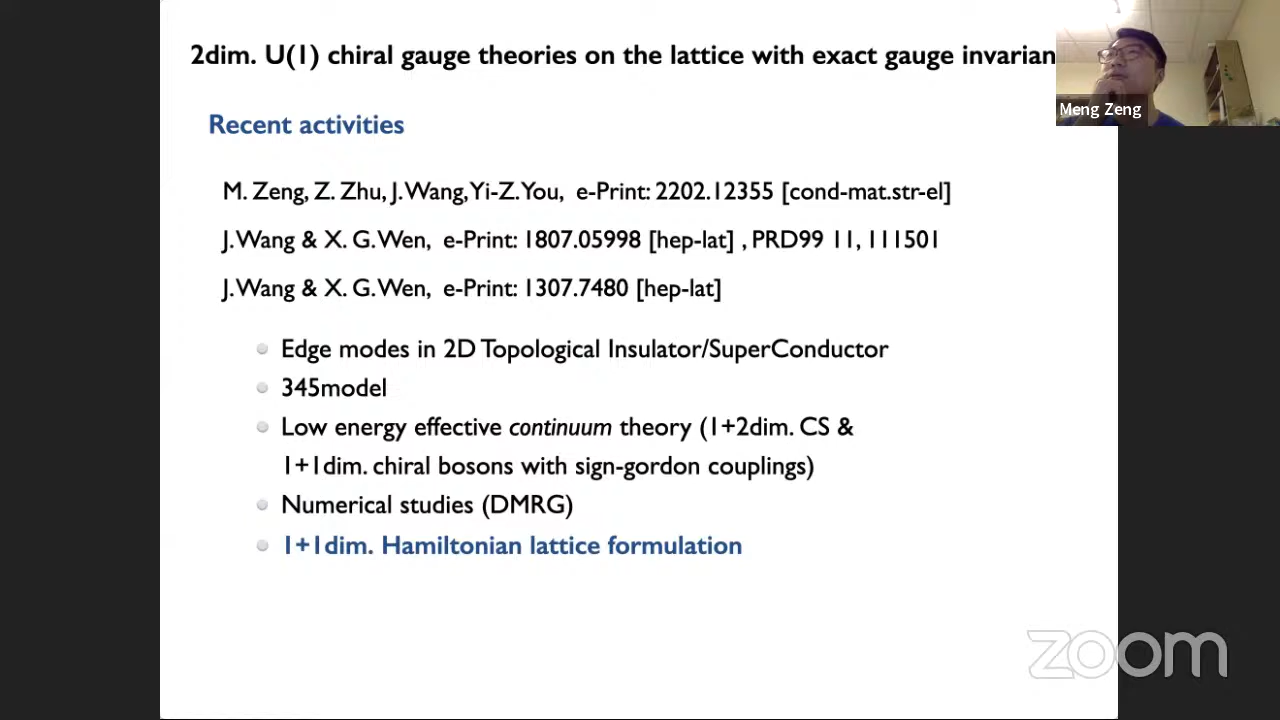 2dim. U(1) chiral gauge theories on the lattice with exact gauge invarian
Meng Zeng
Recent activities
M. Zeng, Z. Zhu, J. Wang, Yi-Z. You, e-Print: 2202.12355 [cond-mat.str-el]
J. Wang & X. G. Wen, e-Print: 1807.05998 [hep-lat] , PRD99 11, 111501
J. Wang & X. G. Wen, e-Print: 1307.7480 [hep-lat]
Edge modes in 2D Topological Insulator/SuperConductor
345model
Low energy effective continuum theory (1+2dim. CS &
1+1dim. chiral bosons with sign-gordon couplings)
Numerical studies (DMRG)
1+1dim. Hamiltonian lattice formulation
zoom